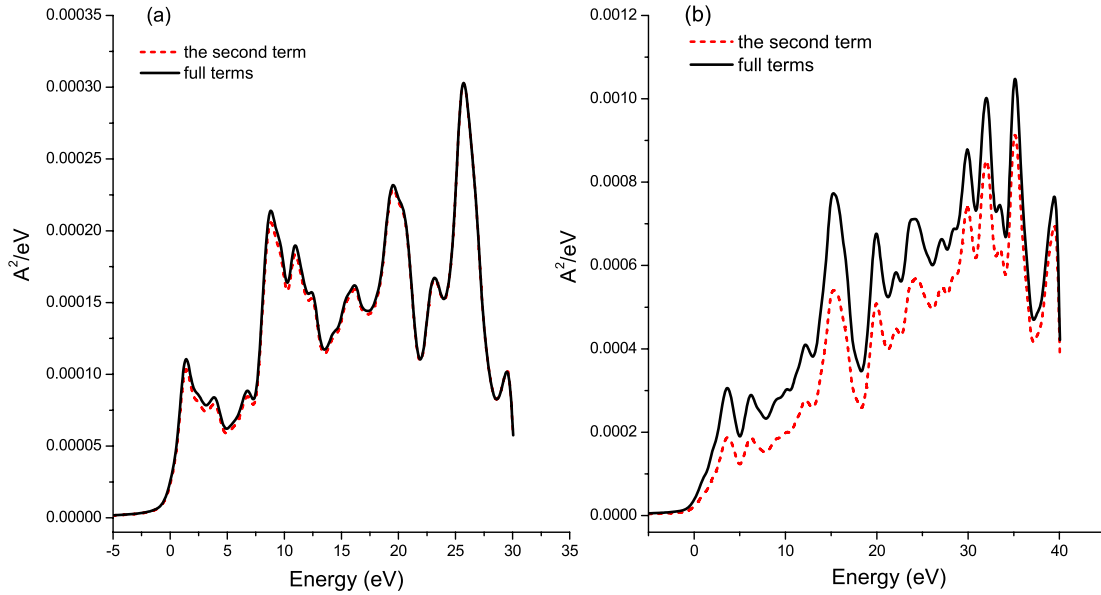 (a)
the second term
full terms
0.00035
0.00030
0.00025
0.00020
0.00015
0.00010
0.00005
0.00000
A²/eV
-5 0 5 10 15 20 25 30 35
Energy (eV)
(b)
the second term
full terms
0.0012
0.0010
0.0008
0.0006
0.0004
0.0002
0.0000
A²/eV
0 10 20 30 40
Energy (eV)